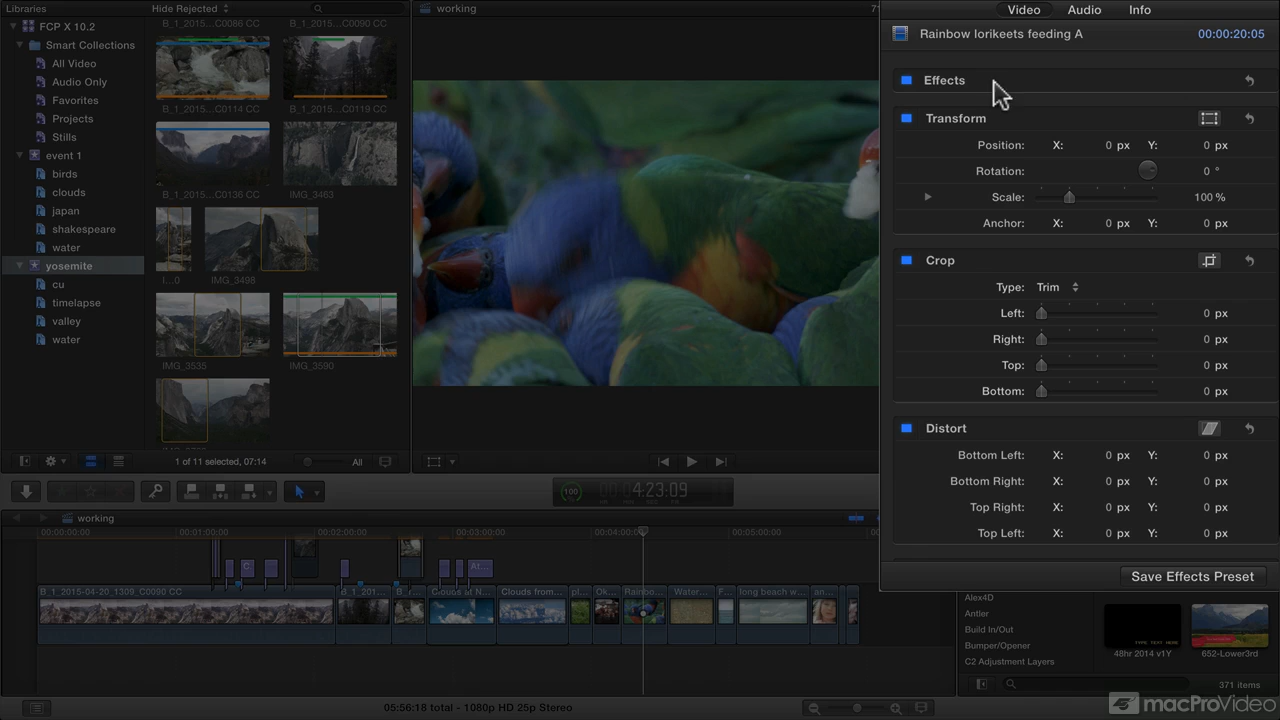 Libraries
Hide Rejected
working
Video Audio Info
FCP X 10.2
Smart Collections
All Video
Audio Only
Favorites
Projects
Stills
event 1
birds
clouds
japan
shakespeare
water
yosemite
cu
timelapse
valley
water
B_1_2015...C0086 CC
B_1_2015...C0090 CC
B_1_2015...C0114 CC
B_1_2015...C0119 CC
B_1_2015...C0136 CC
IMG_3463
I...0
IMG_3498
IMG_3535
IMG_3590
1 of 11 selected, 07:14
All
Rainbow lorikeets feeding A
00:00:20:05
Effects
Transform
Position: X: 0 px Y: 0 px
Rotation: 0 °
Scale: 100 %
Anchor: X: 0 px Y: 0 px
Crop
Type: Trim
Left: 0 px
Right: 0 px
Top: 0 px
Bottom: 0 px
Distort
Bottom Left: X: 0 px Y: 0 px
Bottom Right: X: 0 px Y: 0 px
Top Right: X: 0 px Y: 0 px
Top Left: X: 0 px Y: 0 px
Save Effects Preset
100
4:23:09
working
00:00:00:00
00:01:00:00
00:02:00:00
00:03:00:00
00:04:00:00
00:05:00:00
C...
At...
B_1_2015-04-20_1309_C0090 CC
B_1_201...
B_1...
Clouds at N...
Clouds from...
pl...
Ok...
Rainbo...
Water...
F...
long beach w...
an...
Alex4D
Antler
Build In/Out
Bumper/Opener
C2 Adjustment Layers
48hr 2014 v1Y
652-Lower3rd
371 items
05:56:18 total - 1080p HD 25p Stereo
macProVideo